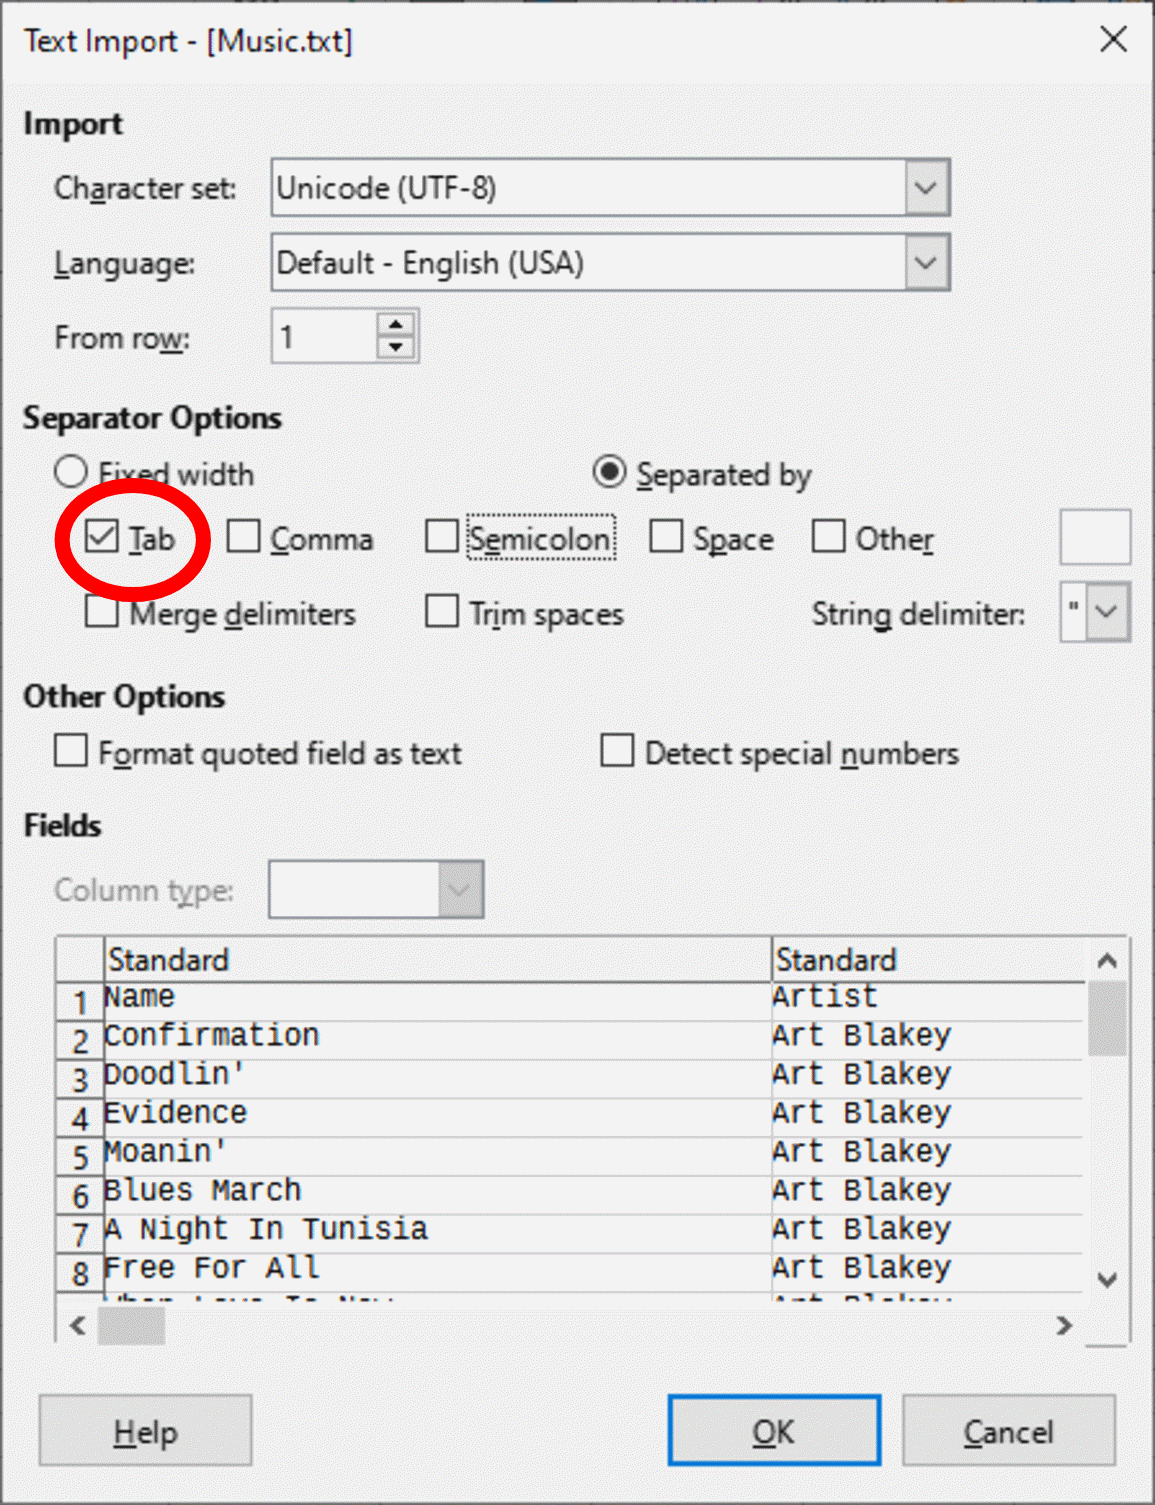 Text Import - [Music.txt]
Import
Character set: Unicode (UTF-8)
Language: Default - English (USA)
From row: 1
Separator Options
Fixed width Separated by
Tab Comma Semicolon Space Other
Merge delimiters Trim spaces String delimiter: "
Other Options
Format quoted field as text Detect special numbers
Fields
Column type:
Standard Standard
1 Name Artist
2 Confirmation Art Blakey
3 Doodlin' Art Blakey
4 Evidence Art Blakey
5 Moanin' Art Blakey
6 Blues March Art Blakey
7 A Night In Tunisia Art Blakey
8 Free For All Art Blakey
Help OK Cancel